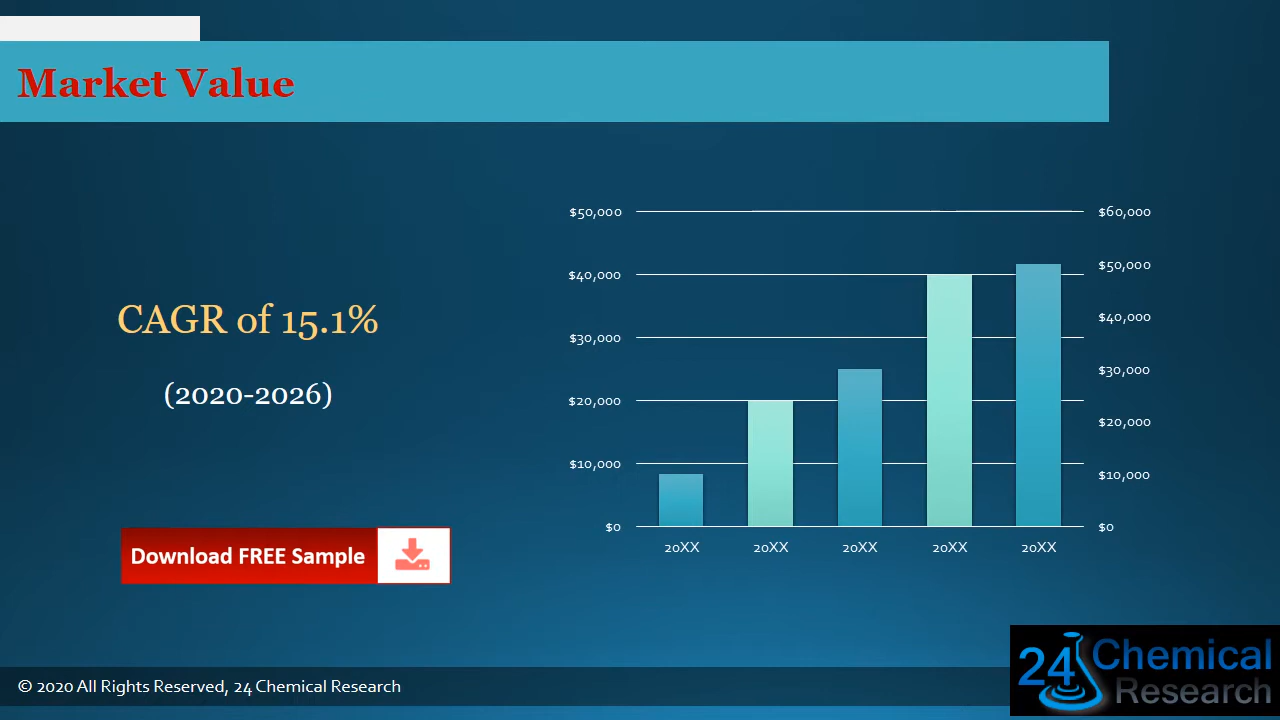 Market Value
CAGR of 15.1%
(2020-2026)
Download FREE Sample
$50,000
$40,000
$30,000
$20,000
$10,000
$0
$60,000
$50,000
$40,000
$30,000
$20,000
$10,000
$0
20XX 20XX 20XX 20XX 20XX
© 2020 All Rights Reserved, 24 Chemical Research
24 Chemical
Research